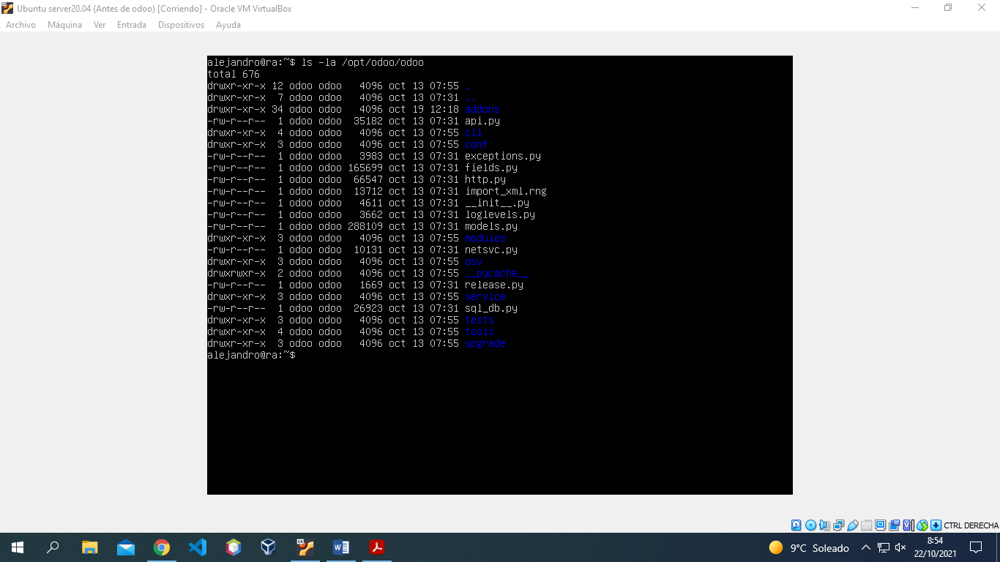 Ubuntu server20.04 (Antes de odoo) [Corriendo] - Oracle VM VirtualBox
Archivo Máquina Ver Entrada Dispositivos Ayuda
alejandro@ra:~$ ls -la /opt/odoo/odoo
total 676
drwxr-xr-x 12 odoo odoo   4096 oct 13 07:55 .
drwxr-xr-x  7 odoo odoo   4096 oct 13 07:31 ..
drwxr-xr-x 34 odoo odoo   4096 oct 19 12:18 addons
-rw-r--r--  1 odoo odoo  35182 oct 13 07:31 api.py
drwxr-xr-x  4 odoo odoo   4096 oct 13 07:55 cli
drwxr-xr-x  3 odoo odoo   4096 oct 13 07:55 conf
-rw-r--r--  1 odoo odoo   3983 oct 13 07:31 exceptions.py
-rw-r--r--  1 odoo odoo 165699 oct 13 07:31 fields.py
-rw-r--r--  1 odoo odoo  66547 oct 13 07:31 http.py
-rw-r--r--  1 odoo odoo  13712 oct 13 07:31 import_xml.rng
-rw-r--r--  1 odoo odoo   4611 oct 13 07:31 __init__.py
-rw-r--r--  1 odoo odoo   3662 oct 13 07:31 loglevels.py
-rw-r--r--  1 odoo odoo 288109 oct 13 07:31 models.py
drwxr-xr-x  3 odoo odoo   4096 oct 13 07:55 modules
-rw-r--r--  1 odoo odoo  10131 oct 13 07:31 netsvc.py
drwxr-xr-x  3 odoo odoo   4096 oct 13 07:55 osv
drwxrwxr-x  2 odoo odoo   4096 oct 13 07:55 __pycache__
-rw-r--r--  1 odoo odoo   1669 oct 13 07:31 release.py
drwxr-xr-x  3 odoo odoo   4096 oct 13 07:55 service
-rw-r--r--  1 odoo odoo  26923 oct 13 07:31 sql_db.py
drwxr-xr-x  3 odoo odoo   4096 oct 13 07:55 tests
drwxr-xr-x  4 odoo odoo   4096 oct 13 07:55 tools
drwxr-xr-x  3 odoo odoo   4096 oct 13 07:55 upgrade
alejandro@ra:~$
CTRL DERECHA
9°C Soleado
8:54
22/10/2021